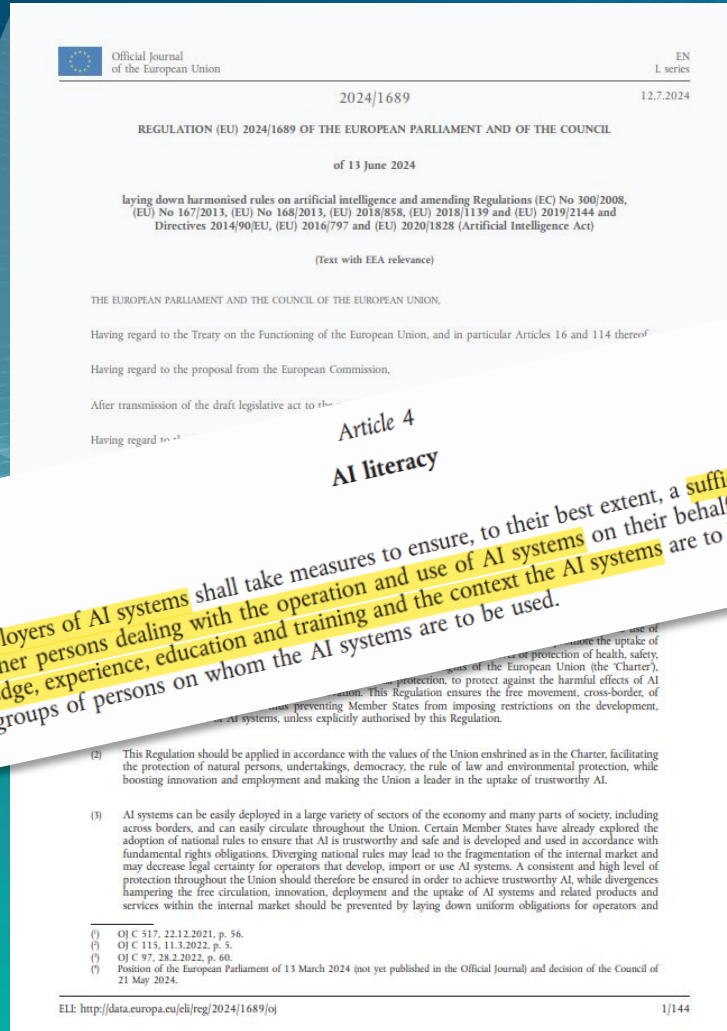 Official Journal
of the European Union
EN
L series
2024/1689
12.7.2024
REGULATION (EU) 2024/1689 OF THE EUROPEAN PARLIAMENT AND OF THE COUNCIL
of 13 June 2024
laying down harmonised rules on artificial intelligence and amending Regulations (EC) No 300/2008,
(EU) No 167/2013, (EU) No 168/2013, (EU) 2018/858, (EU) 2018/1139 and (EU) 2019/2144 and
Directives 2014/90/EU, (EU) 2016/797 and (EU) 2020/1828 (Artificial Intelligence Act)
(Text with EEA relevance)
THE EUROPEAN PARLIAMENT AND THE COUNCIL OF THE EUROPEAN UNION,
Having regard to the Treaty on the Functioning of the European Union, and in particular Articles 16 and 114 thereof
Having regard to the proposal from the European Commission,
After transmission of the draft legislative act to the
Having regard to
Article 4
AI literacy
loyers of AI systems shall take measures to ensure, to their best extent, a suffi
her persons dealing with the operation and use of AI systems on their behalf
dge, experience, education and training and the context the AI systems are to
groups of persons on whom the AI systems are to be used.
use of
the uptake of
of protection of health, safety,
of the European Union (the ‘Charter’),
protection, to protect against the harmful effects of AI
This Regulation ensures the free movement, cross-border, of
preventing Member States from imposing restrictions on the development,
AI systems, unless explicitly authorised by this Regulation.
(2) This Regulation should be applied in accordance with the values of the Union enshrined as in the Charter, facilitating
the protection of natural persons, undertakings, democracy, the rule of law and environmental protection, while
boosting innovation and employment and making the Union a leader in the uptake of trustworthy AI.
(3) AI systems can be easily deployed in a large variety of sectors of the economy and many parts of society, including
across borders, and can easily circulate throughout the Union. Certain Member States have already explored the
adoption of national rules to ensure that AI is trustworthy and safe and is developed and used in accordance with
fundamental rights obligations. Diverging national rules may lead to the fragmentation of the internal market and
may decrease legal certainty for operators that develop, import or use AI systems. A consistent and high level of
protection throughout the Union should therefore be ensured in order to achieve trustworthy AI, while divergences
hampering the free circulation, innovation, deployment and the uptake of AI systems and related products and
services within the internal market should be prevented by laying down uniform obligations for operators and
(¹) OJ C 517, 22.12.2021, p. 56.
(²) OJ C 115, 11.3.2022, p. 5.
(³) OJ C 97, 28.2.2022, p. 60.
(⁴) Position of the European Parliament of 13 March 2024 (not yet published in the Official Journal) and decision of the Council of
21 May 2024.
ELI: http://data.europa.eu/eli/reg/2024/1689/oj
1/144